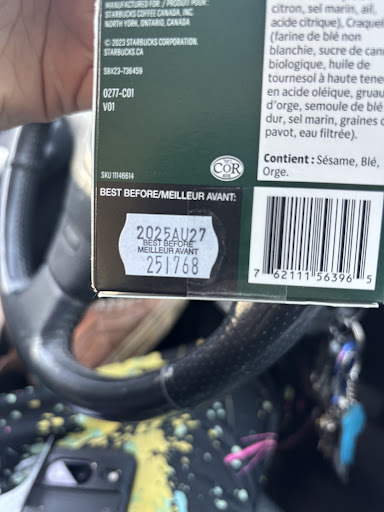 MANUFACTURED FOR: / PRODUIT POUR:
STARBUCKS COFFEE CANADA, INC.
NORTH YORK, ONTARIO, CANADA
© 2023 STARBUCKS CORPORATION.
STARBUCKS.CA
SBX23-736459
0277-C01
V01
SKU 11146614
COR
BEST BEFORE/MEILLEUR AVANT:
2025AU27
BEST BEFORE
MEILLEUR AVANT
251768
citron, sel marin, ail,
acide citrique), Craquel
(farine de blé non
blanchie, sucre de can
biologique, huile de
tournesol à haute tene
en acide oléique, gruau
d'orge, semoule de blé
dur, sel marin, graines d
pavot, eau filtrée).
Contient : Sésame, Blé,
Orge.
7 62111 56396 5